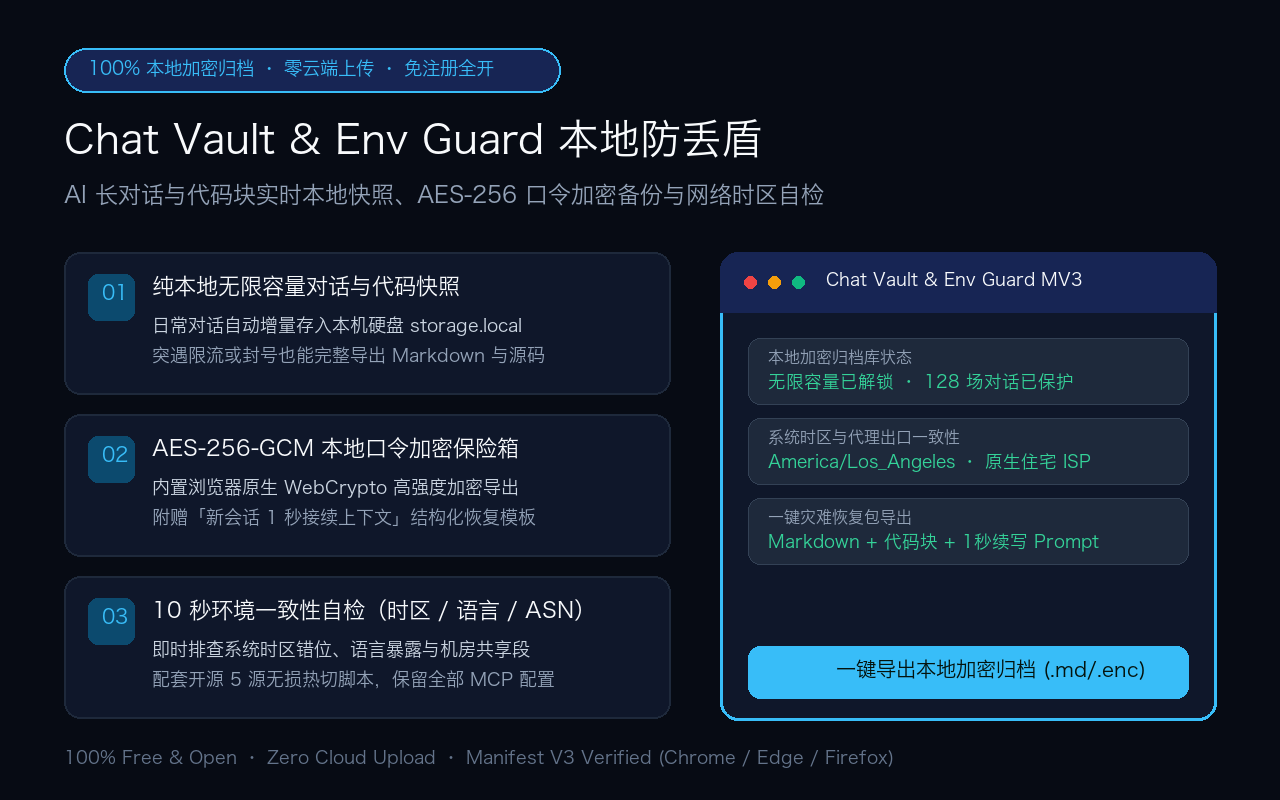 100% 本地加密归档 · 零云端上传 · 免注册全开
Chat Vault & Env Guard 本地防丢盾
AI 长对话与代码块实时本地快照、AES-256 口令加密备份与网络时区自检
01
纯本地无限容量对话与代码快照
日常对话自动增量存入本机硬盘 storage.local
突遇限流或封号也能完整导出 Markdown 与源码
02
AES-256-GCM 本地口令加密保险箱
内置浏览器原生 WebCrypto 高强度加密导出
附赠「新会话 1 秒接续上下文」结构化恢复模板
03
10 秒环境一致性自检（时区 / 语言 / ASN）
即时排查系统时区错位、语言暴露与机房共享段
配套开源 5 源无损热切脚本，保留全部 MCP 配置
Chat Vault & Env Guard MV3
本地加密归档库状态
无限容量已解锁 · 128 场对话已保护
系统时区与代理出口一致性
America/Los_Angeles · 原生住宅 ISP
一键灾难恢复包导出
Markdown + 代码块 + 1秒续写 Prompt
一键导出本地加密归档 (.md/.enc)
100% Free & Open · Zero Cloud Upload · Manifest V3 Verified (Chrome / Edge / Firefox)